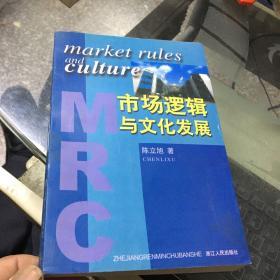 market rules
and
culture
市场逻辑
与文化发展
陈立旭 著
CHENLIXU
MRC
ZHEJIANGRENMINCHUBANSHE 浙江人民出版社